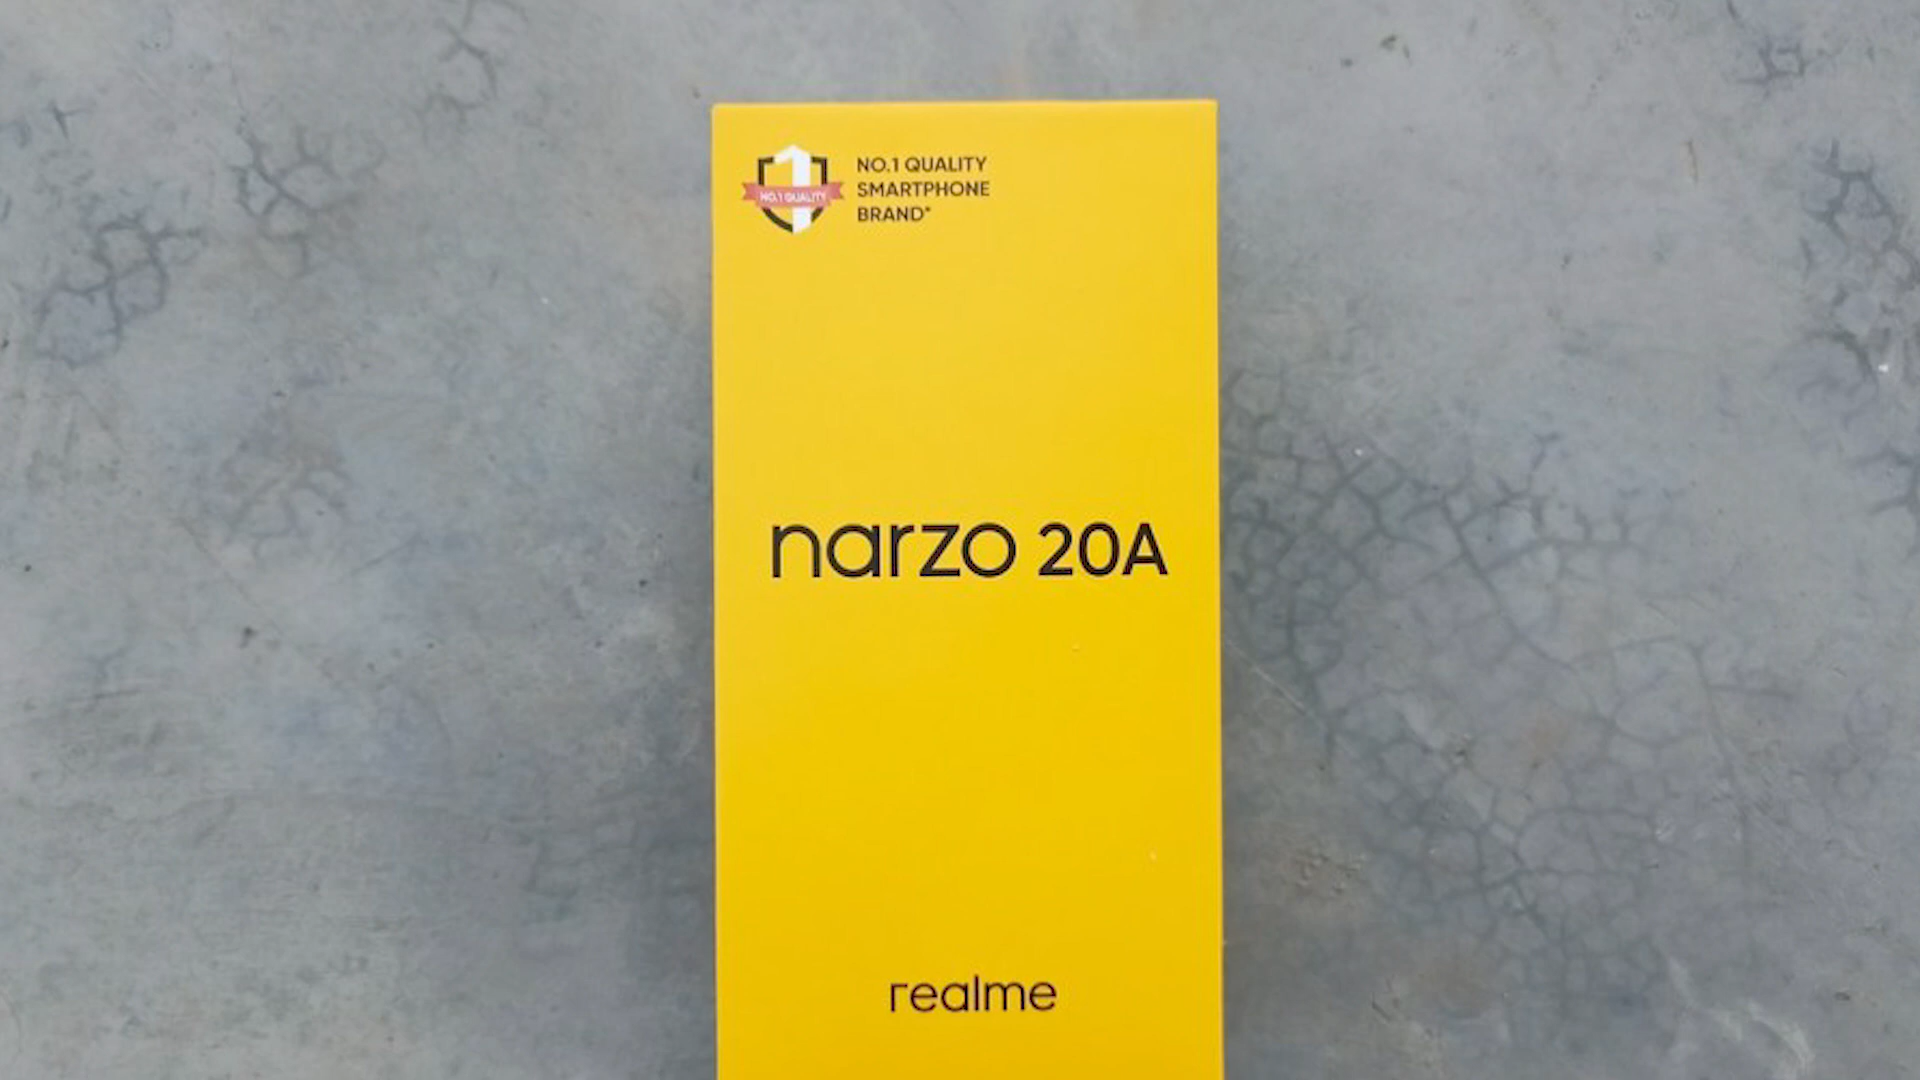 NO.1 QUALITY
NO.1 QUALITY
SMARTPHONE
BRAND*
narzo 20A
realme